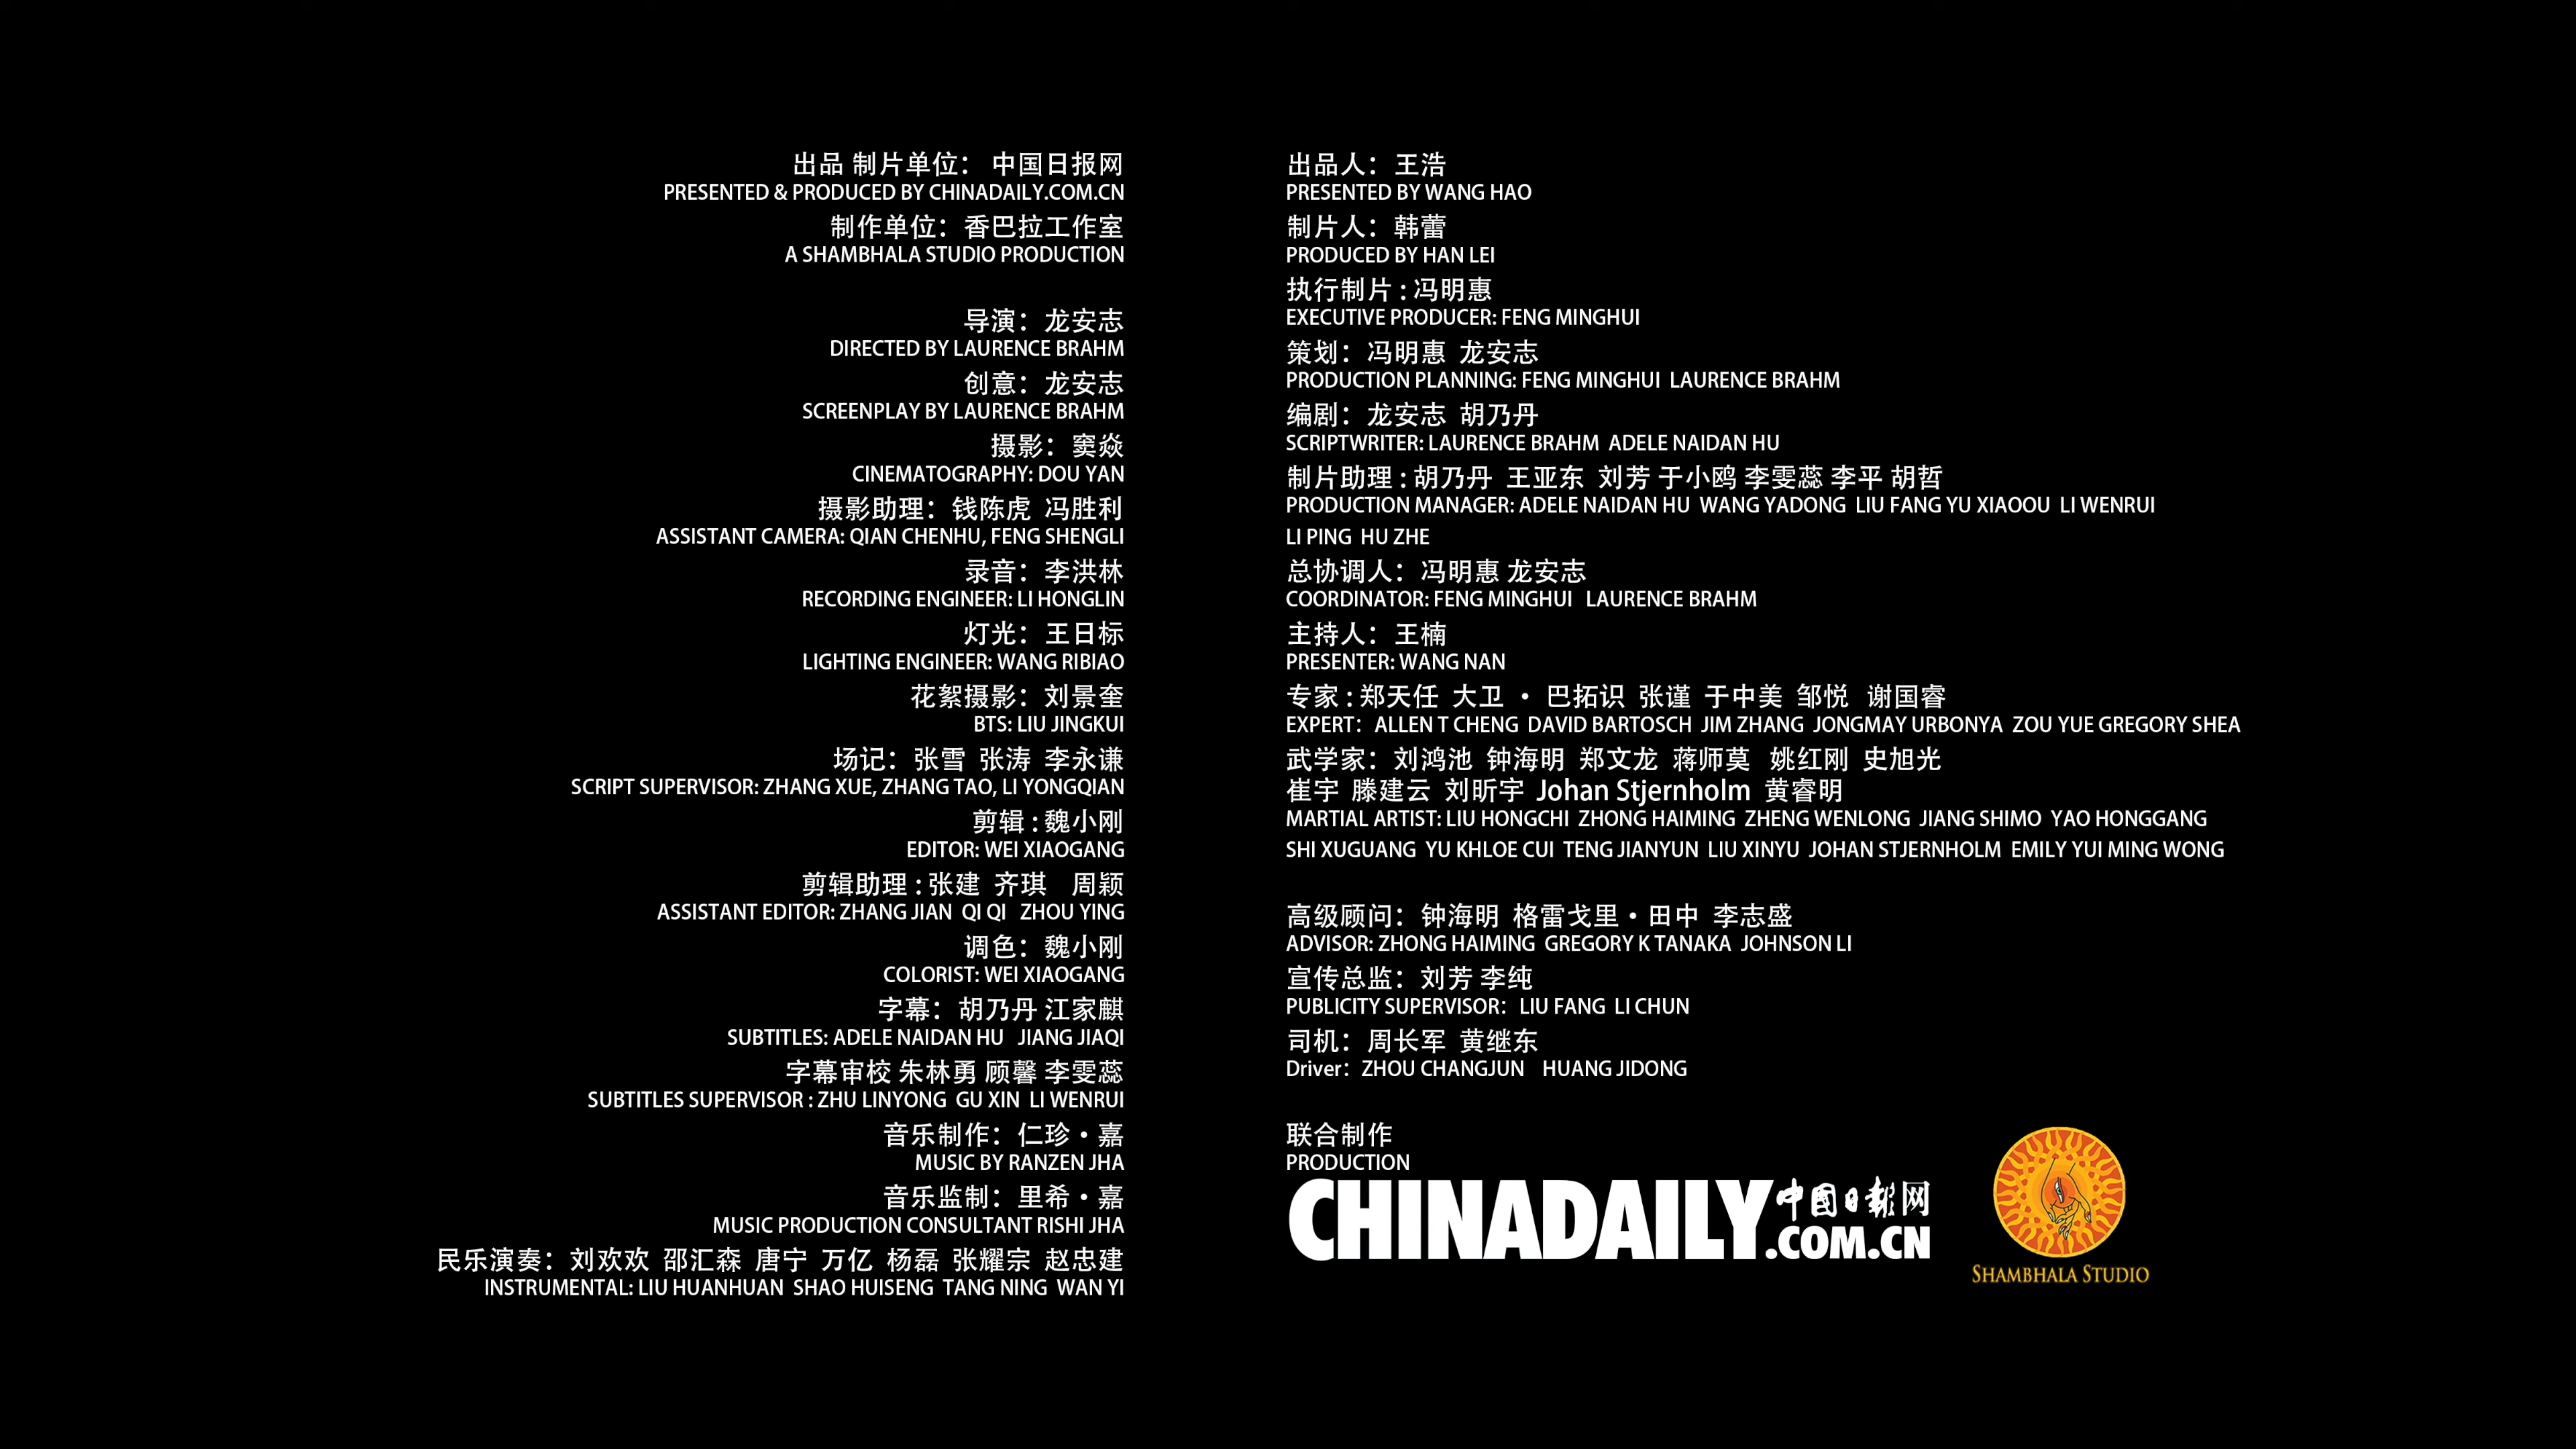 出品 制片单位： 中国日报网
PRESENTED & PRODUCED BY CHINADAILY.COM.CN
制作单位：香巴拉工作室
A SHAMBHALA STUDIO PRODUCTION
导演：龙安志
DIRECTED BY LAURENCE BRAHM
创意：龙安志
SCREENPLAY BY LAURENCE BRAHM
摄影：窦焱
CINEMATOGRAPHY: DOU YAN
摄影助理：钱陈虎 冯胜利
ASSISTANT CAMERA: QIAN CHENHU, FENG SHENGLI
录音：李洪林
RECORDING ENGINEER: LI HONGLIN
灯光：王日标
LIGHTING ENGINEER: WANG RIBIAO
花絮摄影：刘景奎
BTS: LIU JINGKUI
场记：张雪 张涛 李永谦
SCRIPT SUPERVISOR: ZHANG XUE, ZHANG TAO, LI YONGQIAN
剪辑 : 魏小刚
EDITOR: WEI XIAOGANG
剪辑助理 : 张建 齐琪 周颖
ASSISTANT EDITOR: ZHANG JIAN QI QI ZHOU YING
调色：魏小刚
COLORIST: WEI XIAOGANG
字幕：胡乃丹 江家麒
SUBTITLES: ADELE NAIDAN HU JIANG JIAQI
字幕审校 朱林勇 顾馨 李雯蕊
SUBTITLES SUPERVISOR : ZHU LINYONG GU XIN LI WENRUI
音乐制作：仁珍·嘉
MUSIC BY RANZEN JHA
音乐监制：里希·嘉
MUSIC PRODUCTION CONSULTANT RISHI JHA
民乐演奏：刘欢欢 邵汇森 唐宁 万亿 杨磊 张耀宗 赵忠建
INSTRUMENTAL: LIU HUANHUAN SHAO HUISENG TANG NING WAN YI
出品人：王浩
PRESENTED BY WANG HAO
制片人：韩蕾
PRODUCED BY HAN LEI
执行制片 : 冯明惠
EXECUTIVE PRODUCER: FENG MINGHUI
策划：冯明惠 龙安志
PRODUCTION PLANNING: FENG MINGHUI LAURENCE BRAHM
编剧：龙安志 胡乃丹
SCRIPTWRITER: LAURENCE BRAHM ADELE NAIDAN HU
制片助理 : 胡乃丹 王亚东 刘芳 于小鸥 李雯蕊 李平 胡哲
PRODUCTION MANAGER: ADELE NAIDAN HU WANG YADONG LIU FANG YU XIAOOU LI WENRUI
LI PING HU ZHE
总协调人：冯明惠 龙安志
COORDINATOR: FENG MINGHUI LAURENCE BRAHM
主持人：王楠
PRESENTER: WANG NAN
专家 : 郑天任 大卫 · 巴拓识 张谨 于中美 邹悦 谢国睿
EXPERT： ALLEN T CHENG DAVID BARTOSCH JIM ZHANG JONGMAY URBONYA ZOU YUE GREGORY SHEA
武学家：刘鸿池 钟海明 郑文龙 蒋师莫 姚红刚 史旭光
崔宇 滕建云 刘昕宇 Johan Stjernholm 黄睿明
MARTIAL ARTIST: LIU HONGCHI ZHONG HAIMING ZHENG WENLONG JIANG SHIMO YAO HONGGANG
SHI XUGUANG YU KHLOE CUI TENG JIANYUN LIU XINYU JOHAN STJERNHOLM EMILY YUI MING WONG
高级顾问：钟海明 格雷戈里·田中 李志盛
ADVISOR: ZHONG HAIMING GREGORY K TANAKA JOHNSON LI
宣传总监：刘芳 李纯
PUBLICITY SUPERVISOR： LIU FANG LI CHUN
司机：周长军 黄继东
Driver：ZHOU CHANGJUN HUANG JIDONG
联合制作
PRODUCTION
CHINADAILY 中国日報网
.COM.CN
SHAMBHALA STUDIO